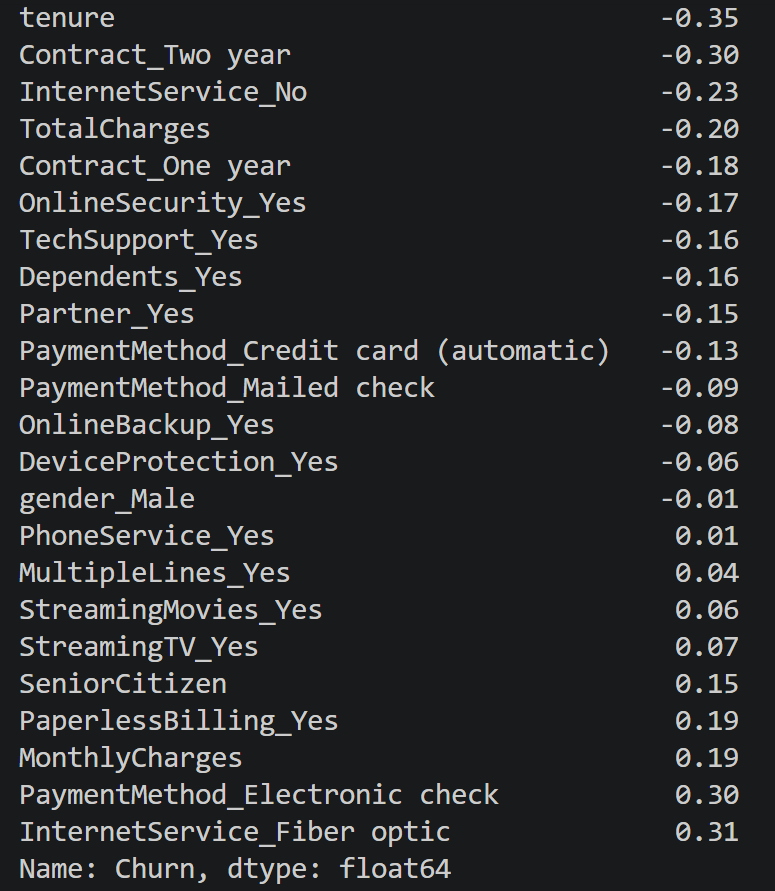 tenure -0.35
Contract_Two year -0.30
InternetService_No -0.23
TotalCharges -0.20
Contract_One year -0.18
OnlineSecurity_Yes -0.17
TechSupport_Yes -0.16
Dependents_Yes -0.16
Partner_Yes -0.15
PaymentMethod_Credit card (automatic) -0.13
PaymentMethod_Mailed check -0.09
OnlineBackup_Yes -0.08
DeviceProtection_Yes -0.06
gender_Male -0.01
PhoneService_Yes 0.01
MultipleLines_Yes 0.04
StreamingMovies_Yes 0.06
StreamingTV_Yes 0.07
SeniorCitizen 0.15
PaperlessBilling_Yes 0.19
MonthlyCharges 0.19
PaymentMethod_Electronic check 0.30
InternetService_Fiber optic 0.31
Name: Churn, dtype: float64